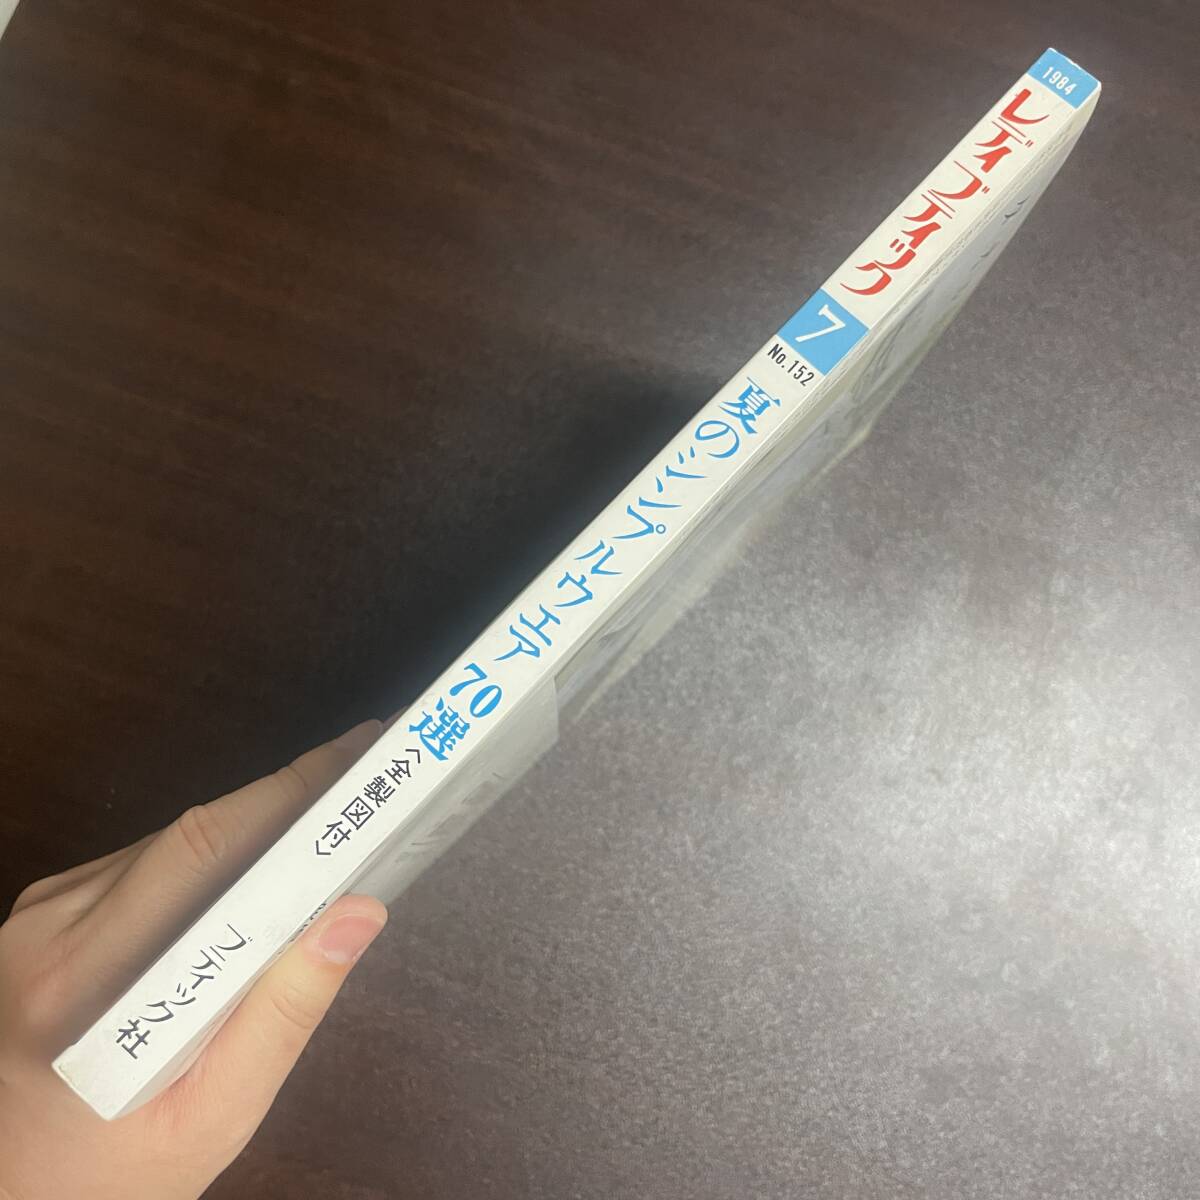 1984
レディブティック
7
No.152
夏のシンプルウエア70選
〈全製図付〉
ブティック社